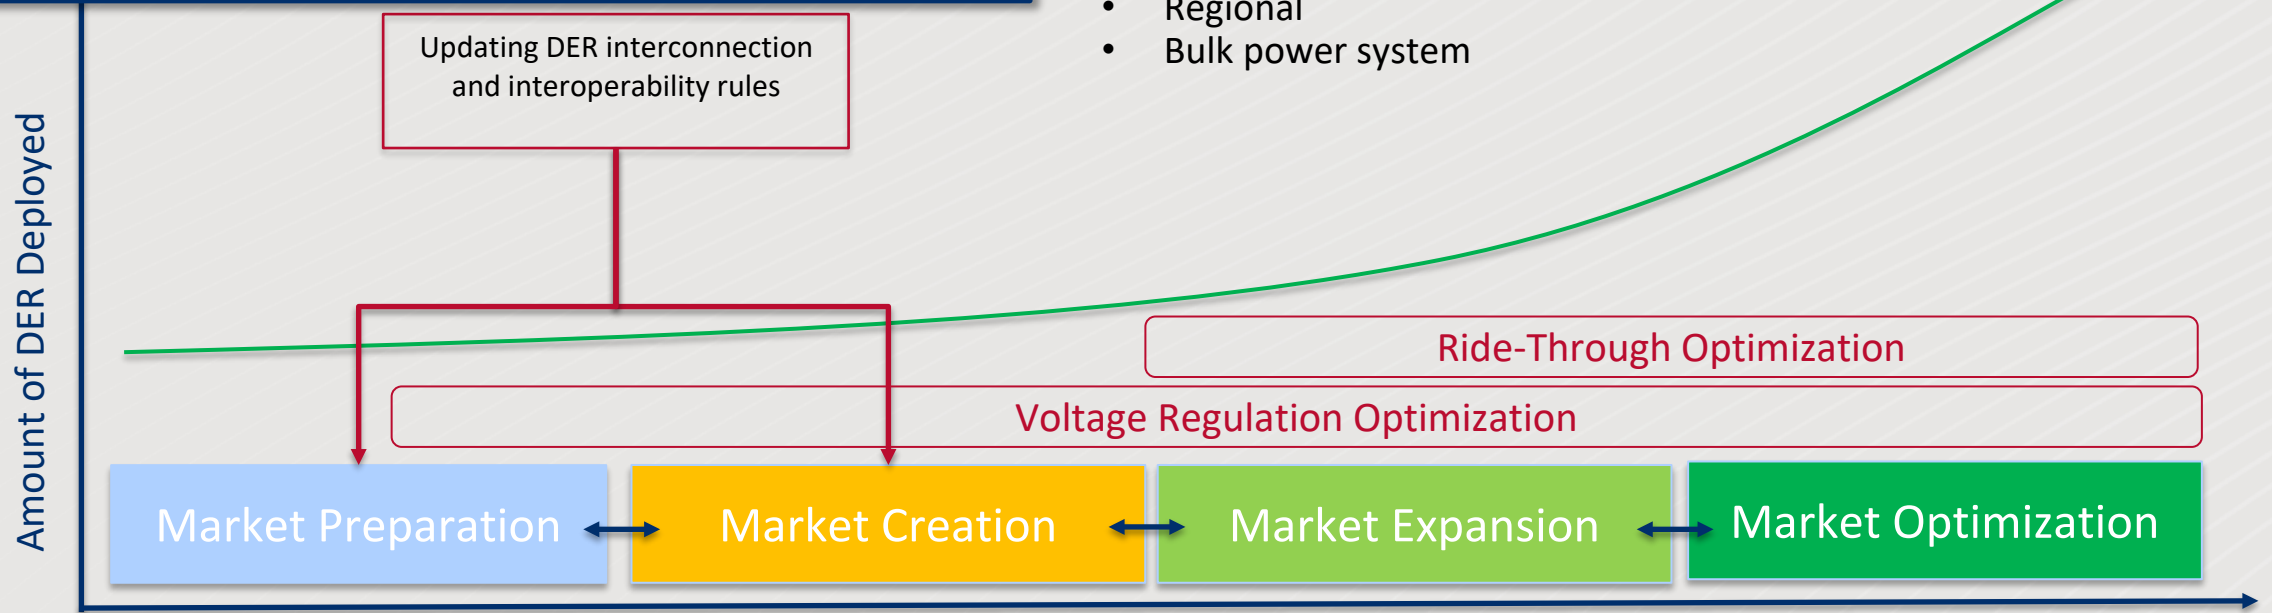 • Regional
• Bulk power system
Updating DER interconnection
and interoperability rules
Amount of DER Deployed
Ride-Through Optimization
Voltage Regulation Optimization
Market Preparation
Market Creation
Market Expansion
Market Optimization